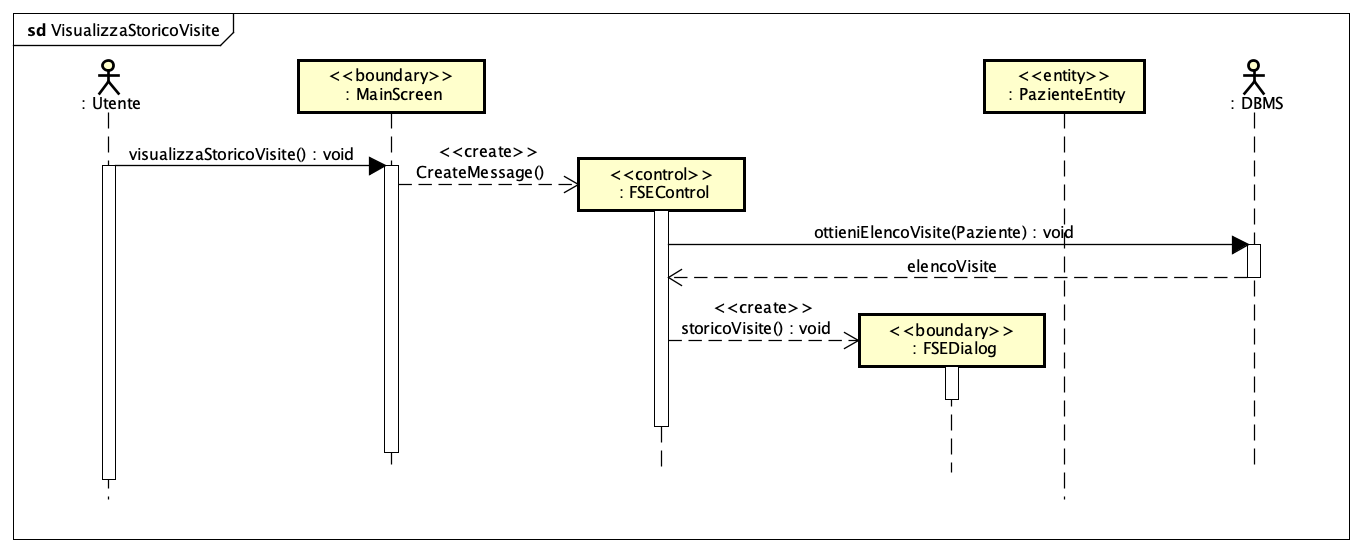 sd VisualizzaStoricoVisite
: Utente
<<boundary>>
: MainScreen
<<entity>>
: PazienteEntity
: DBMS
visualizzaStoricoVisite() : void
<<create>>
CreateMessage()
<<control>>
: FSEControl
ottieniElencoVisite(Paziente) : void
elencoVisite
<<create>>
storicoVisite() : void
<<boundary>>
: FSEDialog